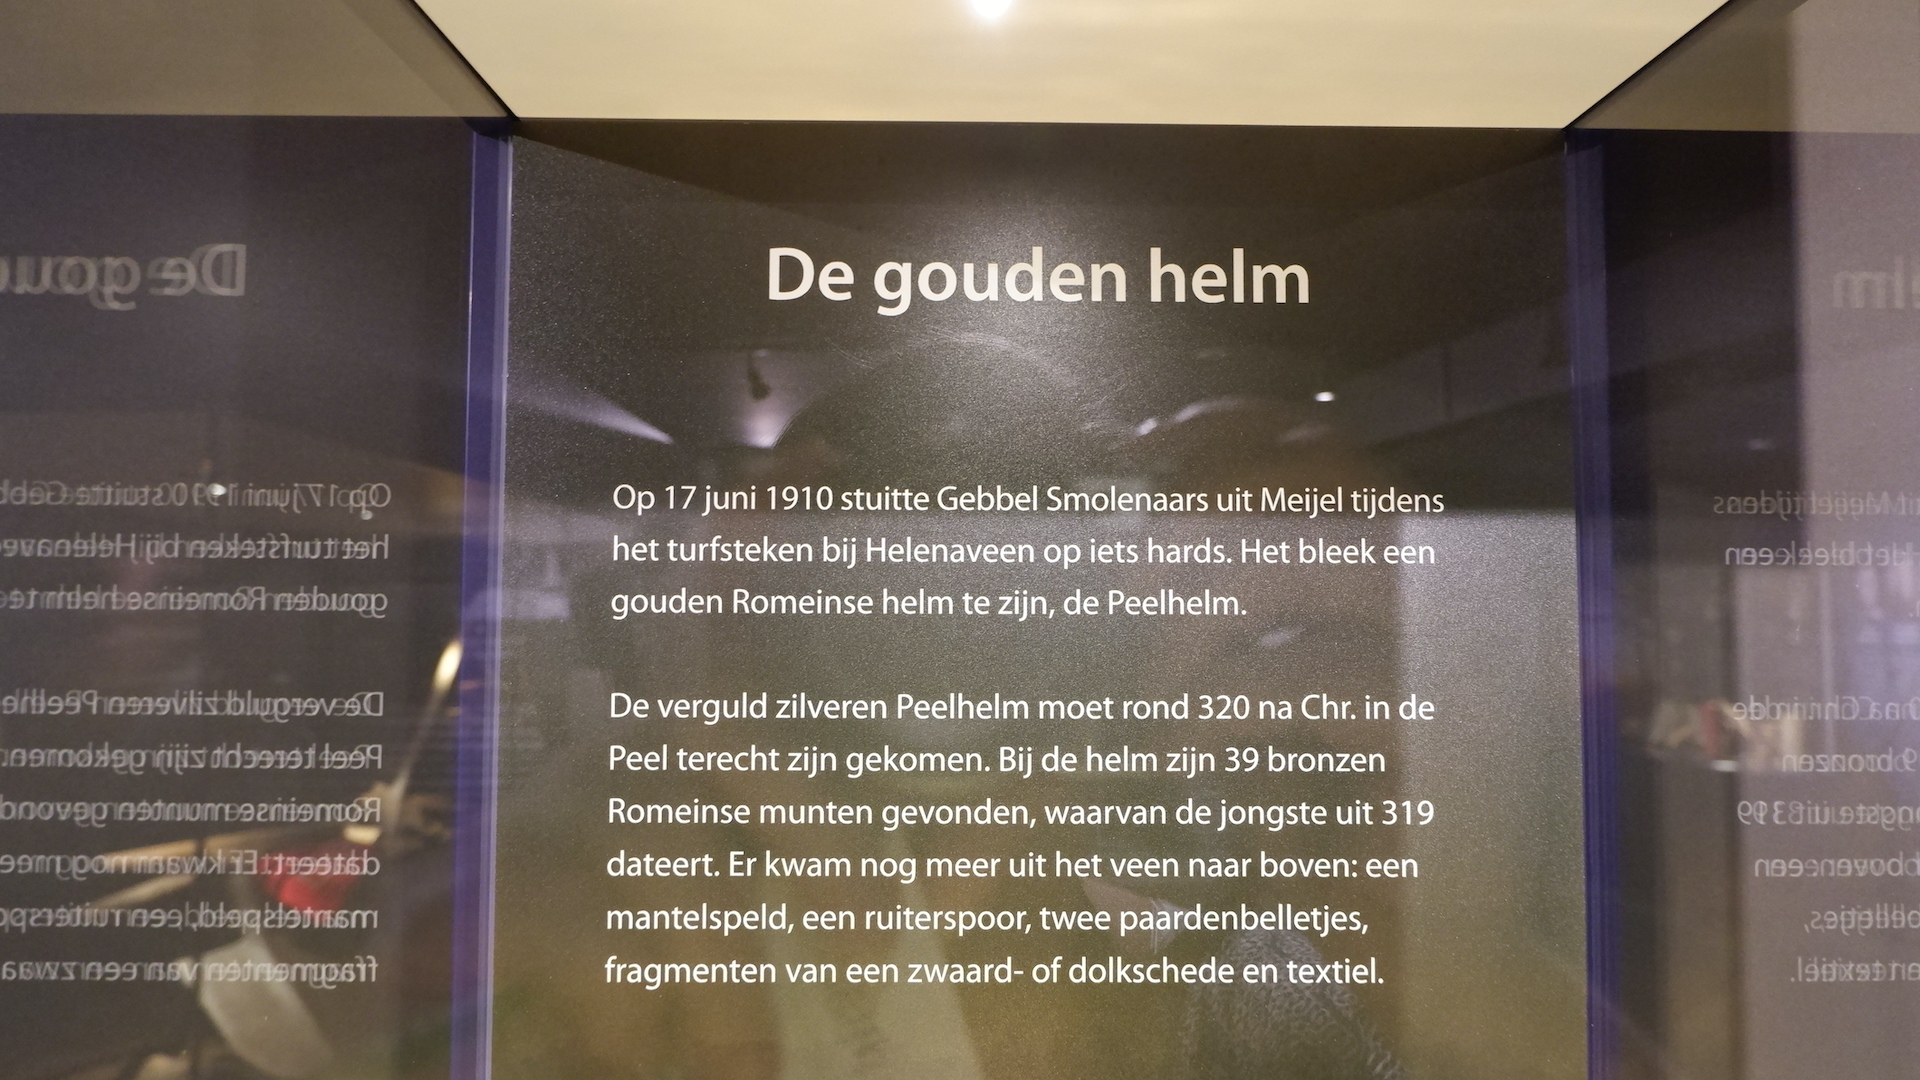 De gouden helm
Op 17 juni 1910 stuitte Gebbel Smolenaars uit Meijel tijdens
het turfsteken bij Helenaveen op iets hards. Het bleek een
gouden Romeinse helm te zijn, de Peelhelm.
De verguld zilveren Peelhelm moet rond 320 na Chr. in de
Peel terecht zijn gekomen. Bij de helm zijn 39 bronzen
Romeinse munten gevonden, waarvan de jongste uit 319
dateert. Er kwam nog meer uit het veen naar boven: een
mantelspeld, een ruiterspoor, twee paardenbelletjes,
fragmenten van een zwaard- of dolkschede en textiel.